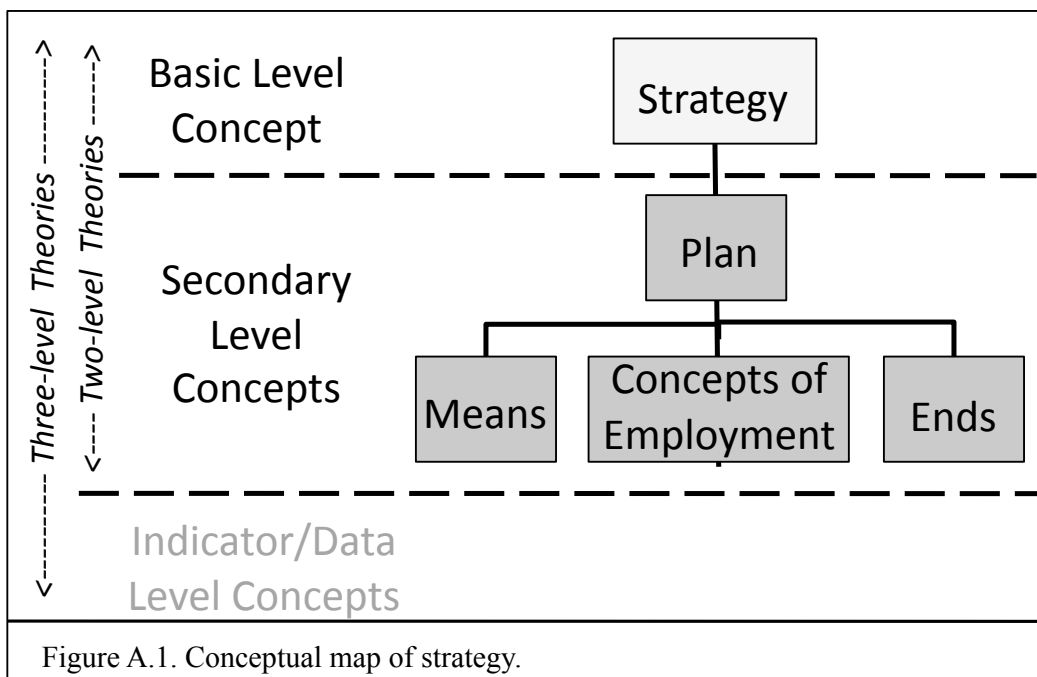 <---------- Three-level Theories ---------->
<---- Two-level Theories ------->
Basic Level
Concept
Strategy
Plan
Secondary
Level
Concepts
Means
Concepts of
Employment
Ends
Indicator/Data
Level Concepts
Figure A.1. Conceptual map of strategy.